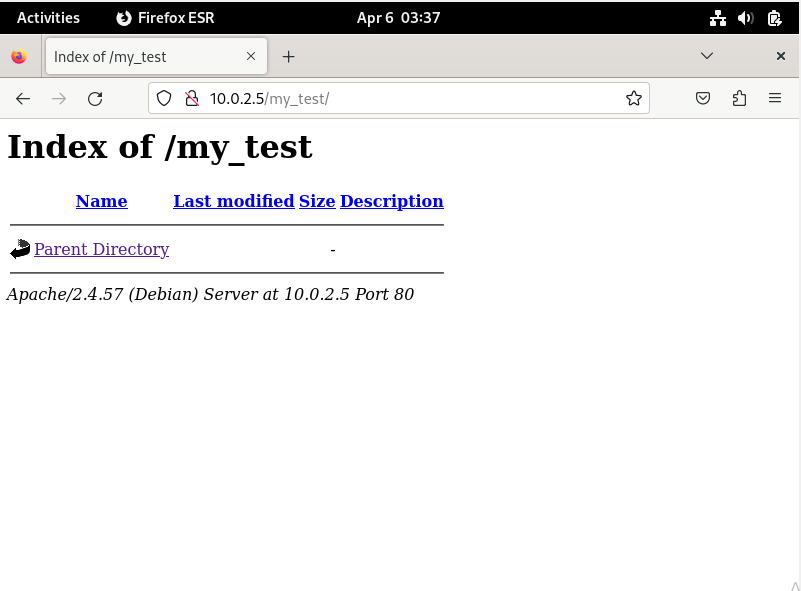 Activities Firefox ESR Apr 6 03:37
Index of /my_test
10.0.2.5/my_test/
Index of /my_test
Name Last modified Size Description
Parent Directory -
Apache/2.4.57 (Debian) Server at 10.0.2.5 Port 80